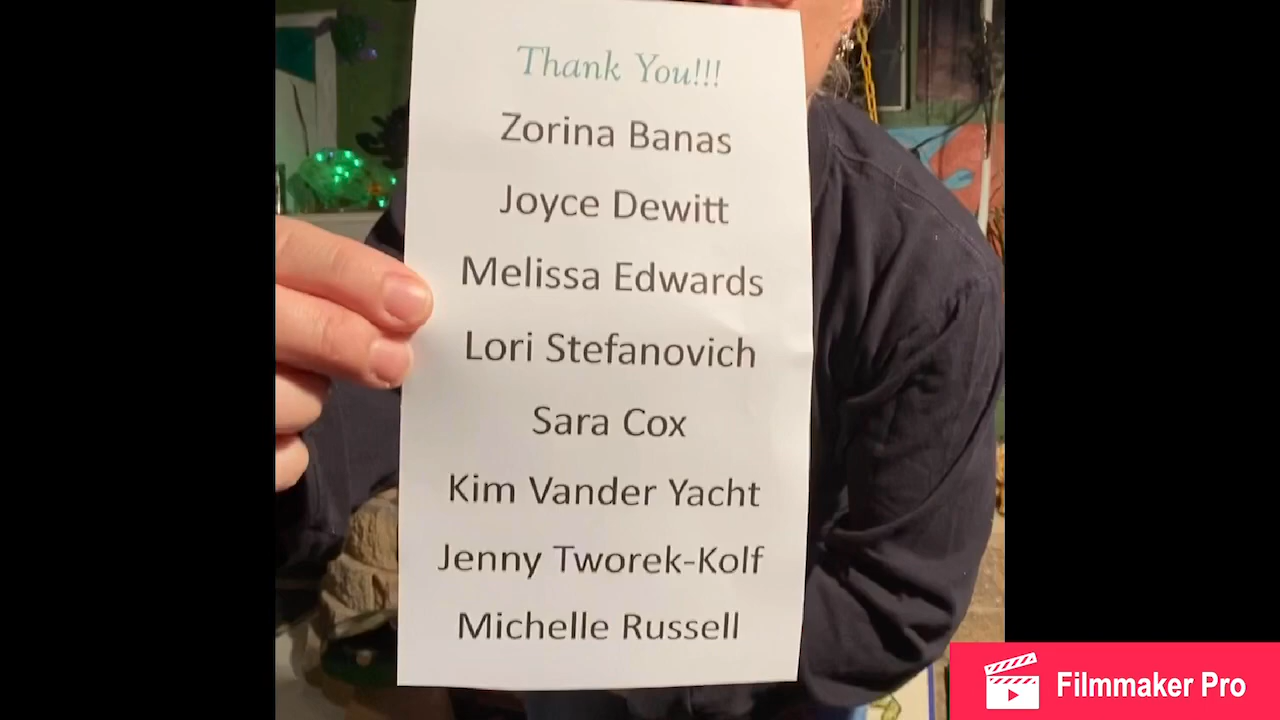 Thank You!!!
Zorina Banas
Joyce Dewitt
Melissa Edwards
Lori Stefanovich
Sara Cox
Kim Vander Yacht
Jenny Tworek-Kolf
Michelle Russell
Filmmaker Pro